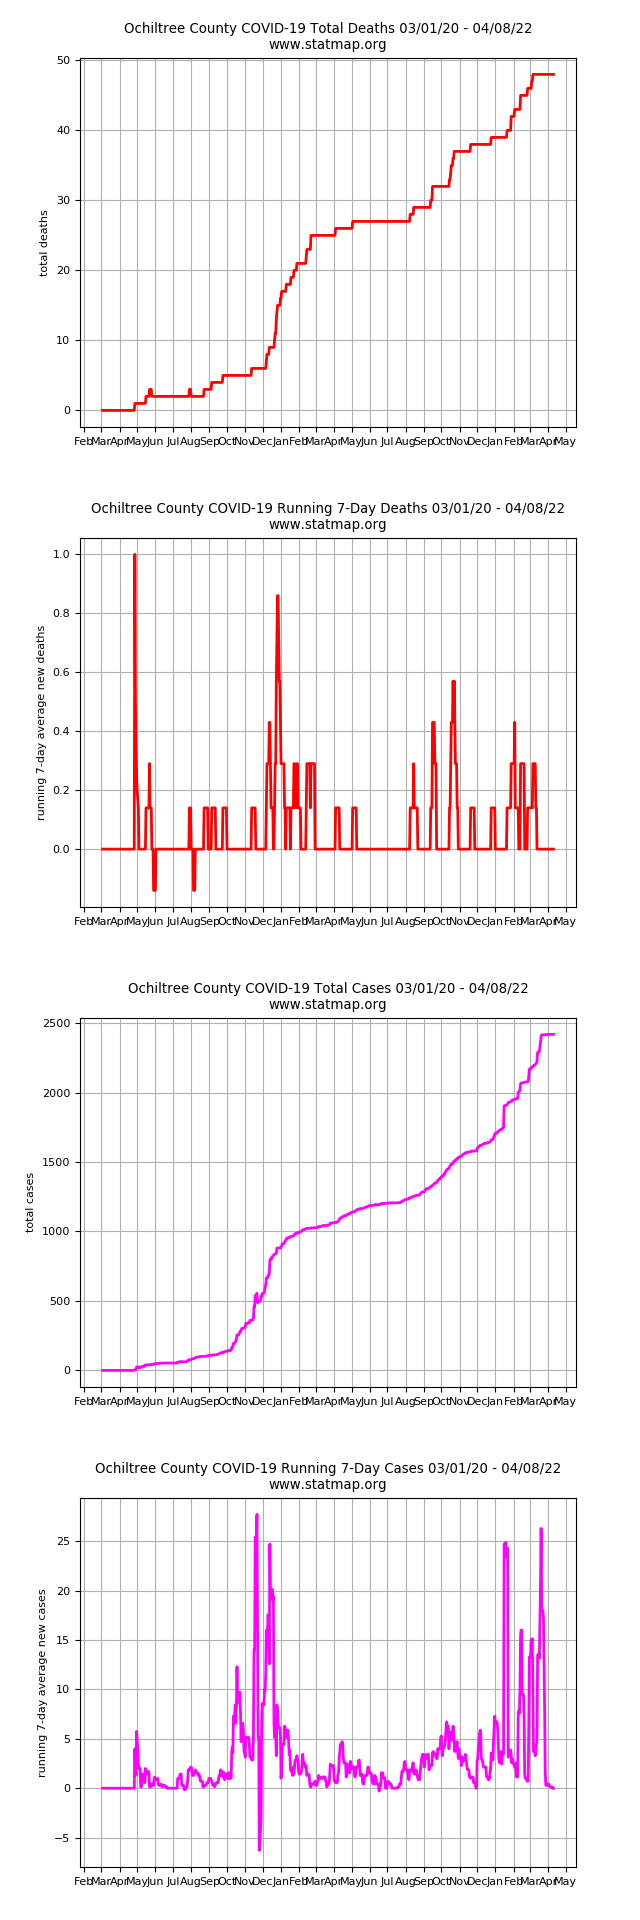 Ochiltree County COVID-19 Total Deaths 03/01/20 - 04/08/22
www.statmap.org
50
40
30
20
10
0
total deaths
Feb Mar Apr May Jun Jul Aug Sep Oct Nov Dec Jan Feb Mar Apr May Jun Jul Aug Sep Oct Nov Dec Jan Feb Mar Apr May
Ochiltree County COVID-19 Running 7-Day Deaths 03/01/20 - 04/08/22
www.statmap.org
1.0
0.8
0.6
0.4
0.2
0.0
running 7-day average new deaths
Feb Mar Apr May Jun Jul Aug Sep Oct Nov Dec Jan Feb Mar Apr May Jun Jul Aug Sep Oct Nov Dec Jan Feb Mar Apr May
Ochiltree County COVID-19 Total Cases 03/01/20 - 04/08/22
www.statmap.org
2500
2000
1500
1000
500
0
total cases
Feb Mar Apr May Jun Jul Aug Sep Oct Nov Dec Jan Feb Mar Apr May Jun Jul Aug Sep Oct Nov Dec Jan Feb Mar Apr May
Ochiltree County COVID-19 Running 7-Day Cases 03/01/20 - 04/08/22
www.statmap.org
25
20
15
10
5
0
−5
running 7-day average new cases
Feb Mar Apr May Jun Jul Aug Sep Oct Nov Dec Jan Feb Mar Apr May Jun Jul Aug Sep Oct Nov Dec Jan Feb Mar Apr May